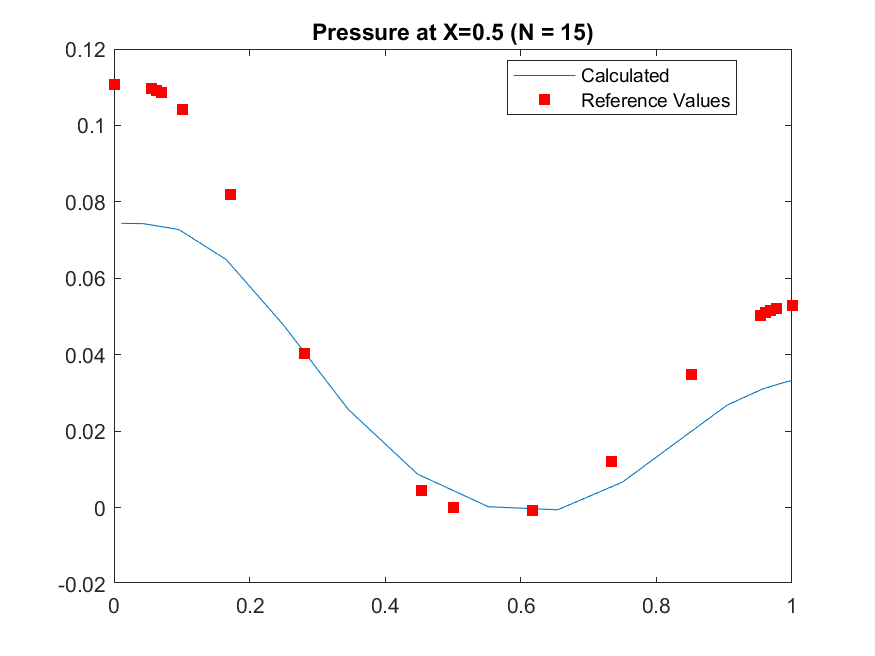 Pressure at X=0.5 (N = 15)
0.12
Calculated
Reference Values
0.1
0.08
0.06
0.04
0.02
0
-0.02
0 0.2 0.4 0.6 0.8 1